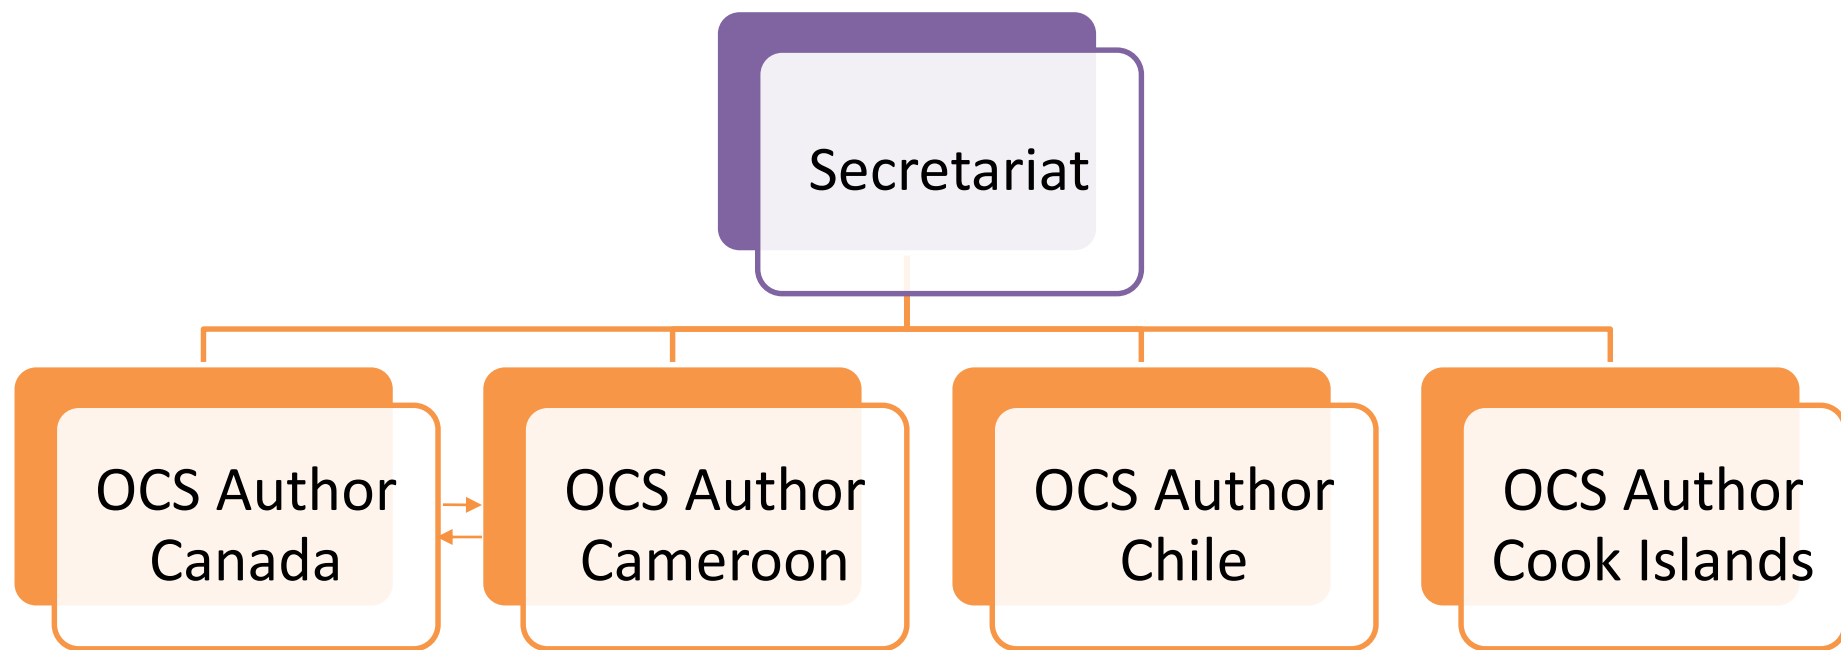 Secretariat
OCS Author
Canada
OCS Author
Cameroon
OCS Author
Chile
OCS Author
Cook Islands